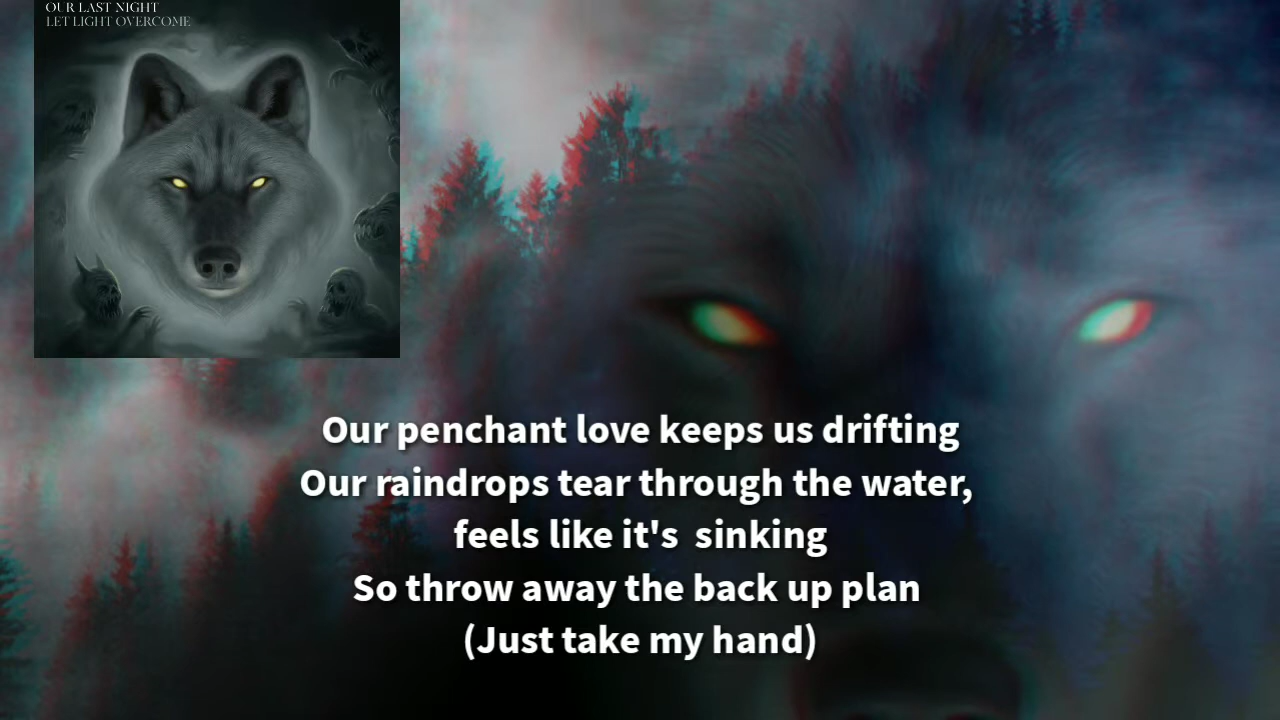 OUR LAST NIGHT
LET LIGHT OVERCOME
Our penchant love keeps us drifting
Our raindrops tear through the water,
feels like it's  sinking
So throw away the back up plan
(Just take my hand)